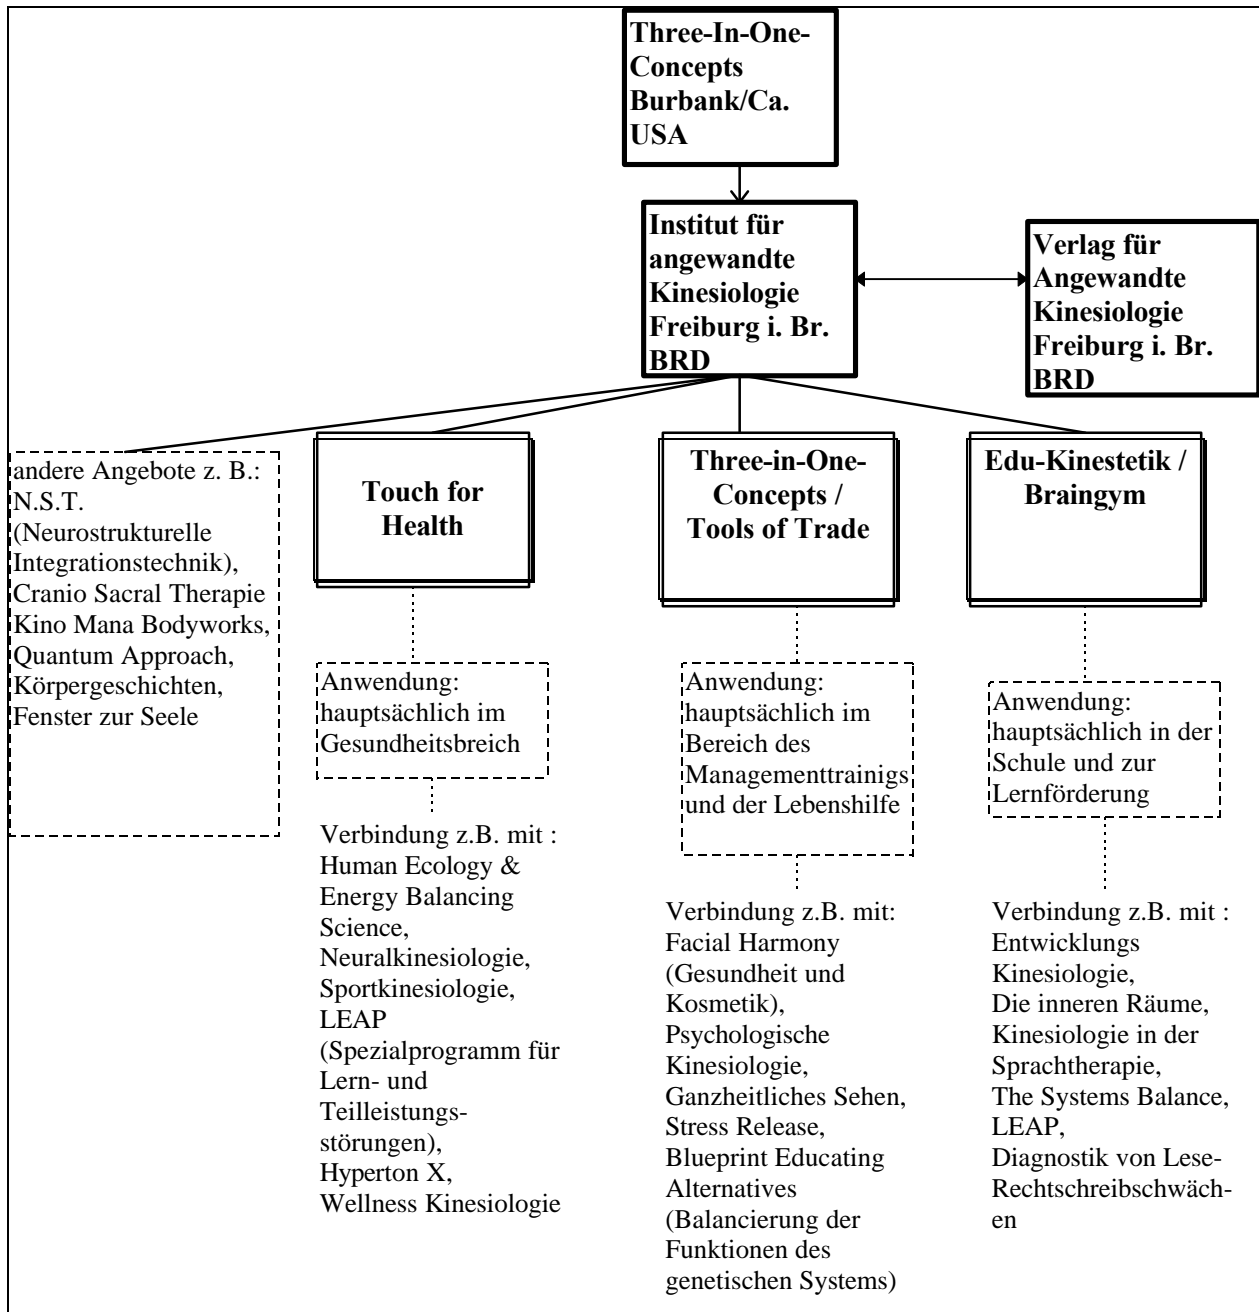 Three-In-One-
Concepts
Burbank/Ca.
USA
Institut für
angewandte
Kinesiologie
Freiburg i. Br.
BRD
Verlag für
Angewandte
Kinesiologie
Freiburg i. Br.
BRD
andere Angebote z. B.:
N.S.T.
(Neurostrukturelle
Integrationstechnik),
Cranio Sacral Therapie
Kino Mana Bodyworks,
Quantum Approach,
Körpergeschichten,
Fenster zur Seele
Touch for
Health
Anwendung:
hauptsächlich im
Gesundheitsbreich
Verbindung z.B. mit :
Human Ecology &
Energy Balancing
Science,
Neuralkinesiologie,
Sportkinesiologie,
LEAP
(Spezialprogramm für
Lern- und
Teilleistungs-
störungen),
Hyperton X,
Wellness Kinesiologie
Three-in-One-
Concepts /
Tools of Trade
Anwendung:
hauptsächlich im
Bereich des
Managementtrainigs
und der Lebenshilfe
Verbindung z.B. mit:
Facial Harmony
(Gesundheit und
Kosmetik),
Psychologische
Kinesiologie,
Ganzheitliches Sehen,
Stress Release,
Blueprint Educating
Alternatives
(Balancierung der
Funktionen des
genetischen Systems)
Edu-Kinestetik /
Braingym
Anwendung:
hauptsächlich in der
Schule und zur
Lernförderung
Verbindung z.B. mit :
Entwicklungs
Kinesiologie,
Die inneren Räume,
Kinesiologie in der
Sprachtherapie,
The Systems Balance,
LEAP,
Diagnostik von Lese-
Rechtschreibschwäch-
en